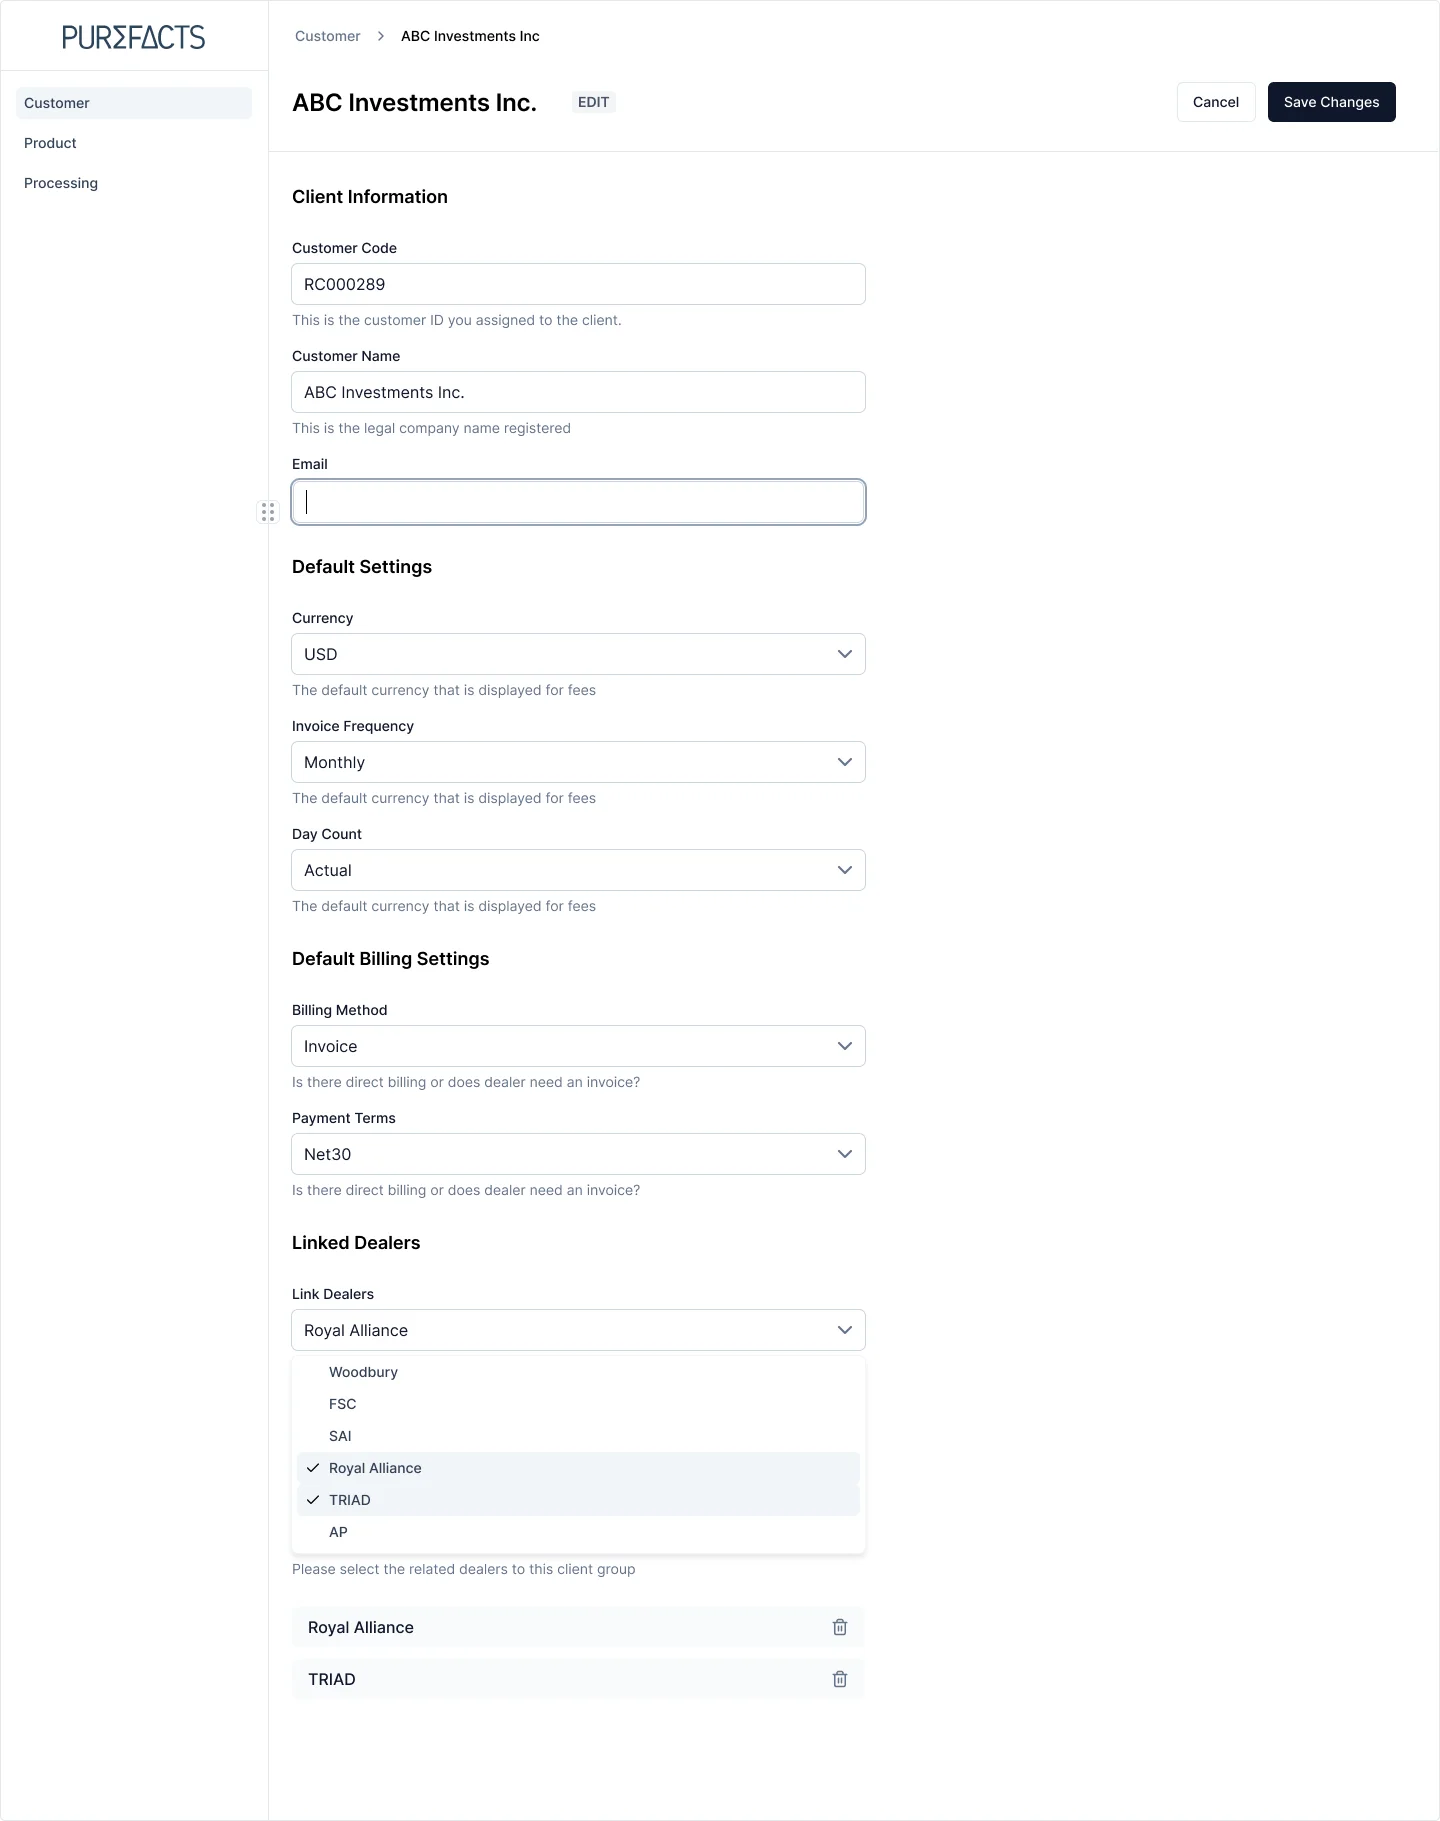 PUREFACTS
Customer
Product
Processing
Customer > ABC Investments Inc
ABC Investments Inc. EDIT Cancel Save Changes
Client Information
Customer Code
RC000289
This is the customer ID you assigned to the client.
Customer Name
ABC Investments Inc.
This is the legal company name registered
Email
Default Settings
Currency
USD
The default currency that is displayed for fees
Invoice Frequency
Monthly
The default currency that is displayed for fees
Day Count
Actual
The default currency that is displayed for fees
Default Billing Settings
Billing Method
Invoice
Is there direct billing or does dealer need an invoice?
Payment Terms
Net30
Is there direct billing or does dealer need an invoice?
Linked Dealers
Link Dealers
Royal Alliance
Woodbury
FSC
SAI
Royal Alliance
TRIAD
AP
Please select the related dealers to this client group
Royal Alliance
TRIAD